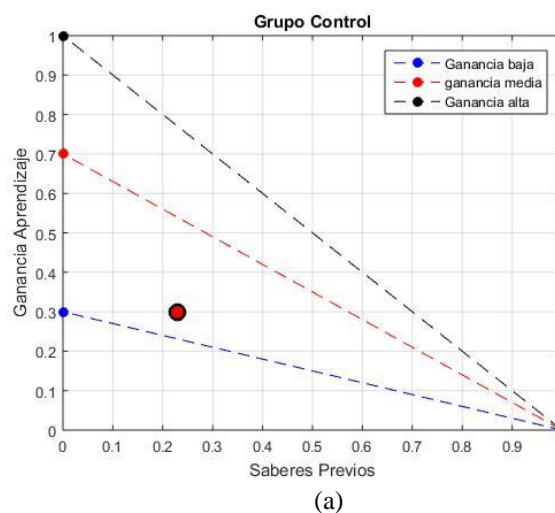 Grupo Control
1
0.9
0.8
0.7
0.6
0.5
0.4
0.3
0.2
0.1
0
Ganancia Aprendizaje
Ganancia baja
ganancia media
Ganancia alta
0 0.1 0.2 0.3 0.4 0.5 0.6 0.7 0.8 0.9
Saberes Previos
(a)